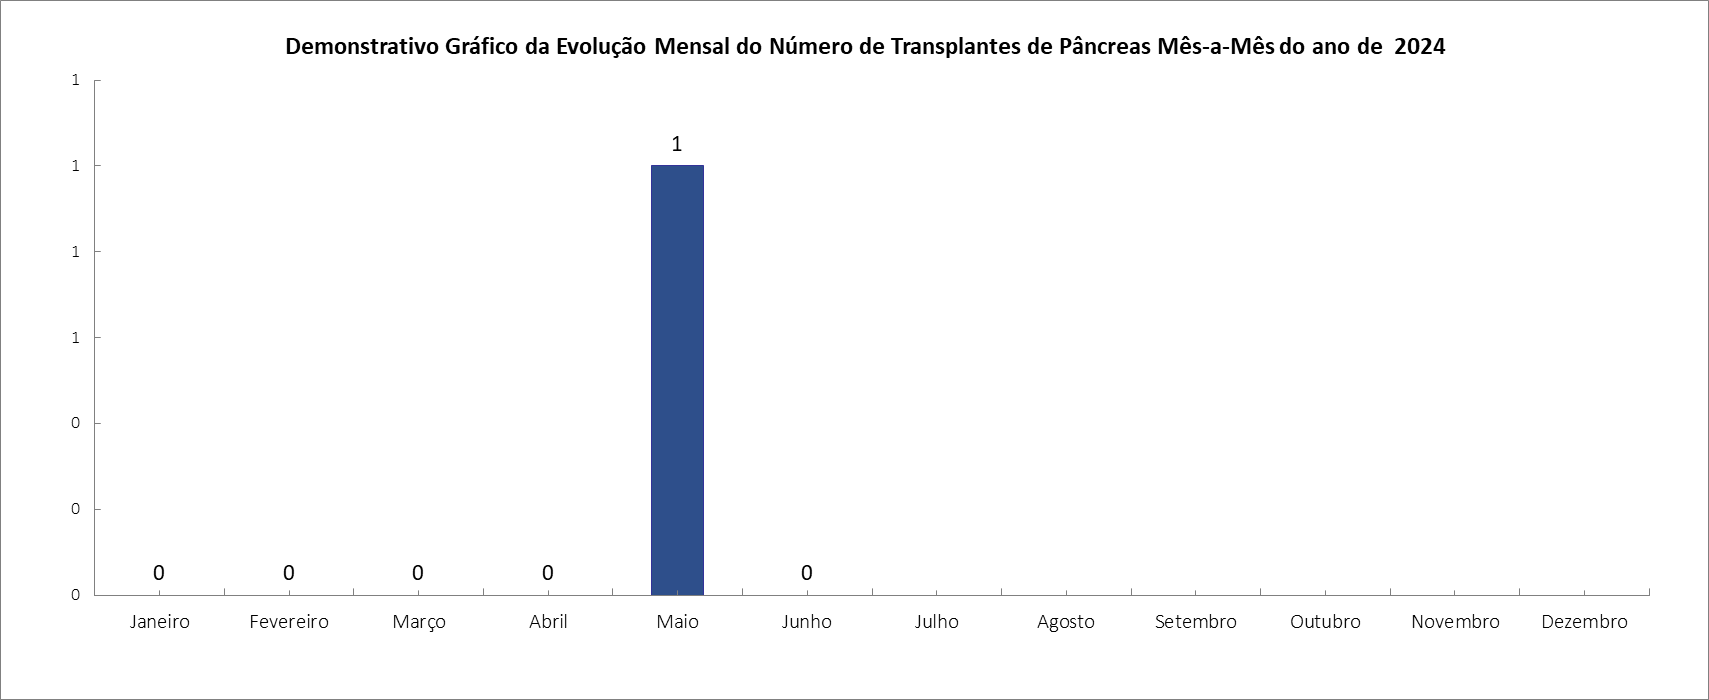 Demonstrativo Gráfico da Evolução Mensal do Número de Transplantes de Pâncreas Mês-a-Mês do ano de 2024
1
1
1
1
0
0
0
0 0 0 0 1 0
Janeiro Fevereiro Março Abril Maio Junho Julho Agosto Setembro Outubro Novembro Dezembro